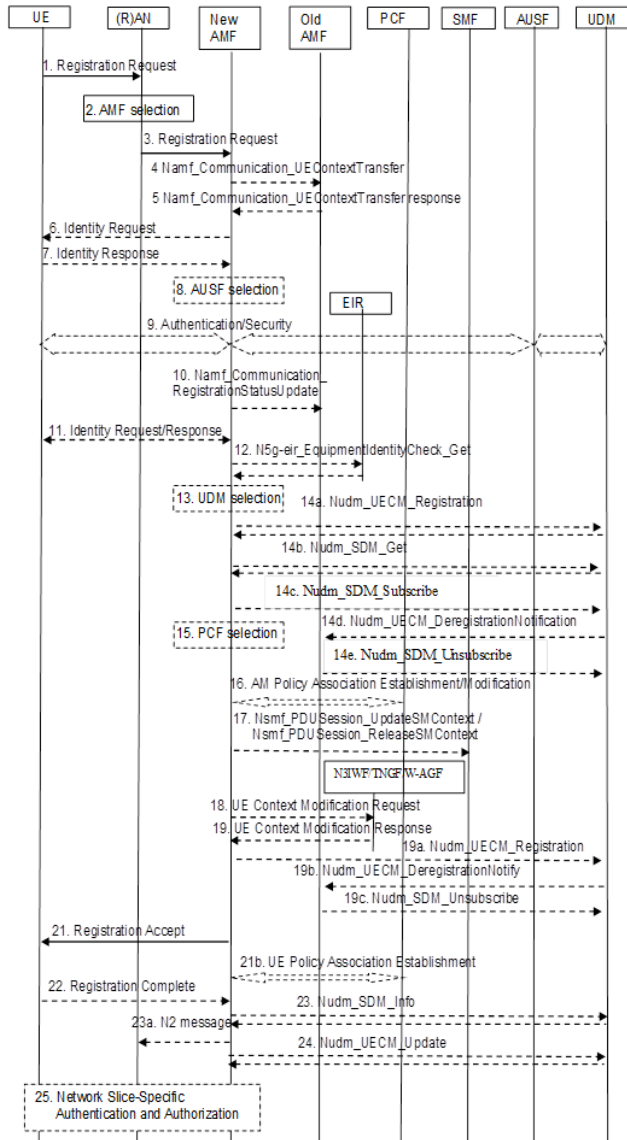 UE
(R)AN
New
AMF
Old
AMF
PCF
SMF
AUSF
UDM
1. Registration Request
2. AMF selection
3. Registration Request
4 Namf_Communication_UEContextTransfer
5 Namf_Communication_UEContextTransfer response
6. Identity Request
7. Identity Response
8. AUSF selection
EIR
9. Authentication/Security
10. Namf_Communication_
RegistrationStatusUpdate
11. Identity Request/Response
12. N5g-eir_EquipmentIdentityCheck_Get
13. UDM selection
14a. Nudm_UECM_Registration
14b. Nudm_SDM_Get
14c. Nudm_SDM_Subscribe
14d. Nudm_UECM_DeregistrationNotification
15. PCF selection
14e. Nudm_SDM_Unsubscribe
16. AM Policy Association Establishment/Modification
17. Nsmf_PDUSession_UpdateSMContext /
Nsmf_PDUSession_ReleaseSMContext
N3IWF/TNGF/W-AGF
18. UE Context Modification Request
19. UE Context Modification Response
19a. Nudm_UECM_Registration
19b. Nudm_UECM_DeregistrationNotify
19c. Nudm_SDM_Unsubscribe
21. Registration Accept
21b. UE Policy Association Establishment
22. Registration Complete
23. Nudm_SDM_Info
23a. N2 message
24. Nudm_UECM_Update
25. Network Slice-Specific
Authentication and Authorization